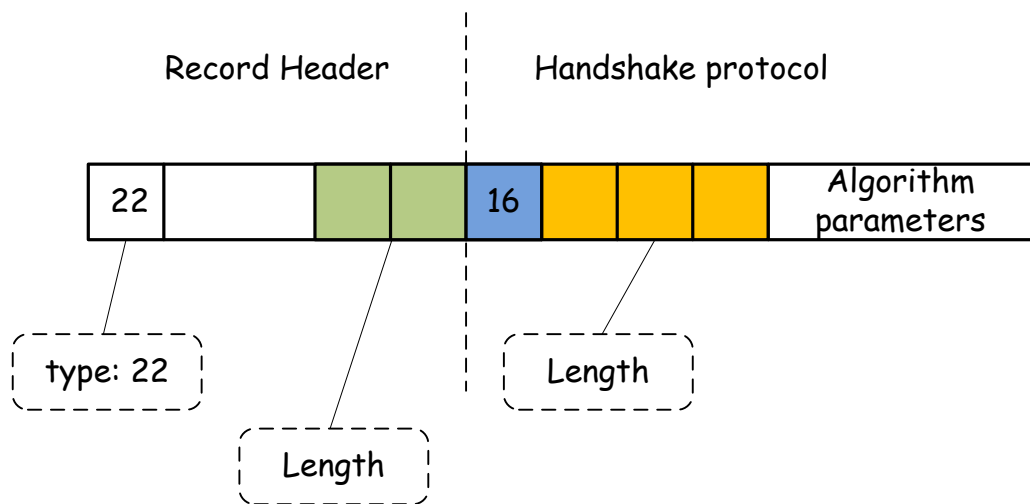 Record Header
Handshake protocol
22
16
Algorithm
parameters
type: 22
Length
Length